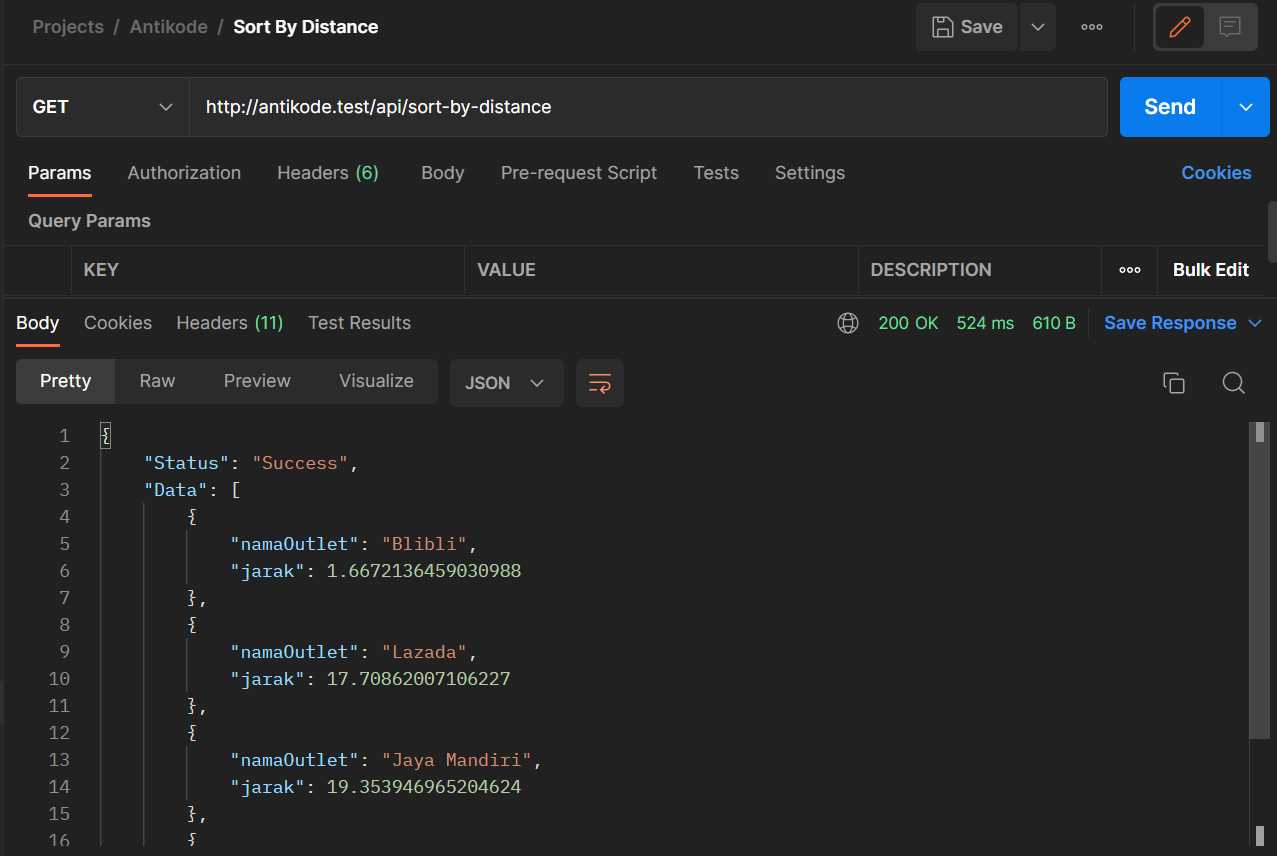 Projects / Antikode / Sort By Distance
Save
GET
http://antikode.test/api/sort-by-distance
Send
Params Authorization Headers (6) Body Pre-request Script Tests Settings Cookies
Query Params
KEY VALUE DESCRIPTION Bulk Edit
Body Cookies Headers (11) Test Results 200 OK 524 ms 610 B Save Response
Pretty Raw Preview Visualize JSON
1 {
2 "Status": "Success",
3 "Data": [
4 {
5 "namaOutlet": "Blibli",
6 "jarak": 1.6672136459030988
7 },
8 {
9 "namaOutlet": "Lazada",
10 "jarak": 17.70862007106227
11 },
12 {
13 "namaOutlet": "Jaya Mandiri",
14 "jarak": 19.353946965204624
15 },
16 {